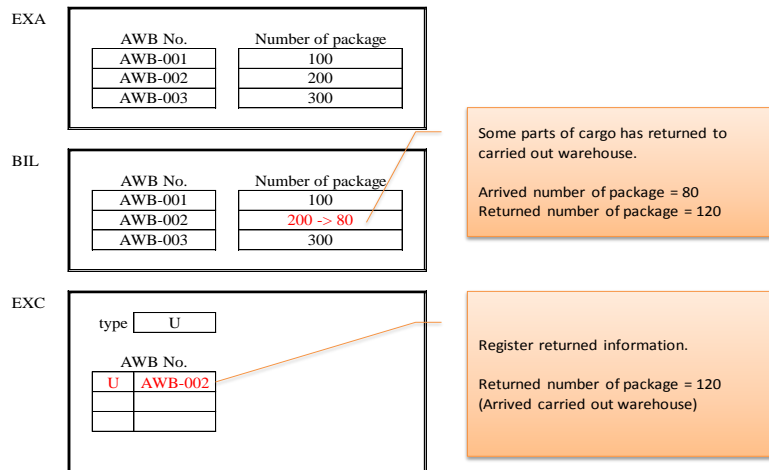 EXA
AWB No. Number of package
AWB-001 100
AWB-002 200
AWB-003 300
Some parts of cargo has returned to
carried out warehouse.
Arrived number of package = 80
Returned number of package = 120
BIL
AWB No. Number of package
AWB-001 100
AWB-002 200 -> 80
AWB-003 300
EXC
type U
AWB No.
U AWB-002
Register returned information.
Returned number of package = 120
(Arrived carried out warehouse)